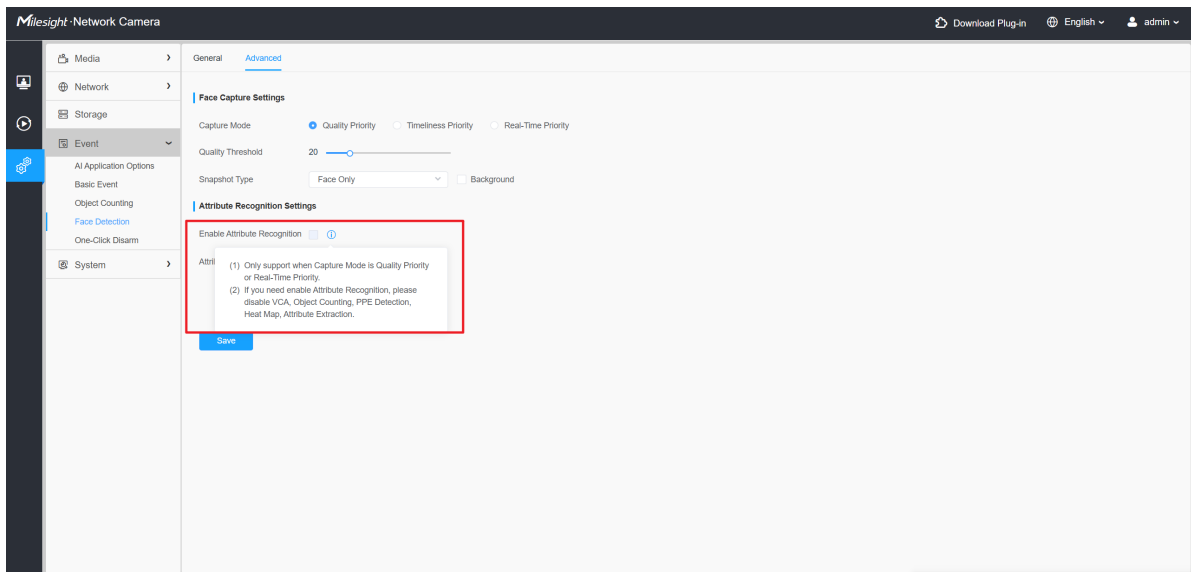 Milesight · Network Camera
Download Plug-in
English
admin
Media
Network
Storage
Event
AI Application Options
Basic Event
Object Counting
Face Detection
One-Click Disarm
System
General Advanced
Face Capture Settings
Capture Mode Quality Priority Timeliness Priority Real-Time Priority
Quality Threshold 20
Snapshot Type Face Only Background
Attribute Recognition Settings
Enable Attribute Recognition
(1) Only support when Capture Mode is Quality Priority
or Real-Time Priority.
(2) If you need enable Attribute Recognition, please
disable VCA, Object Counting, PPE Detection,
Heat Map, Attribute Extraction.
Save